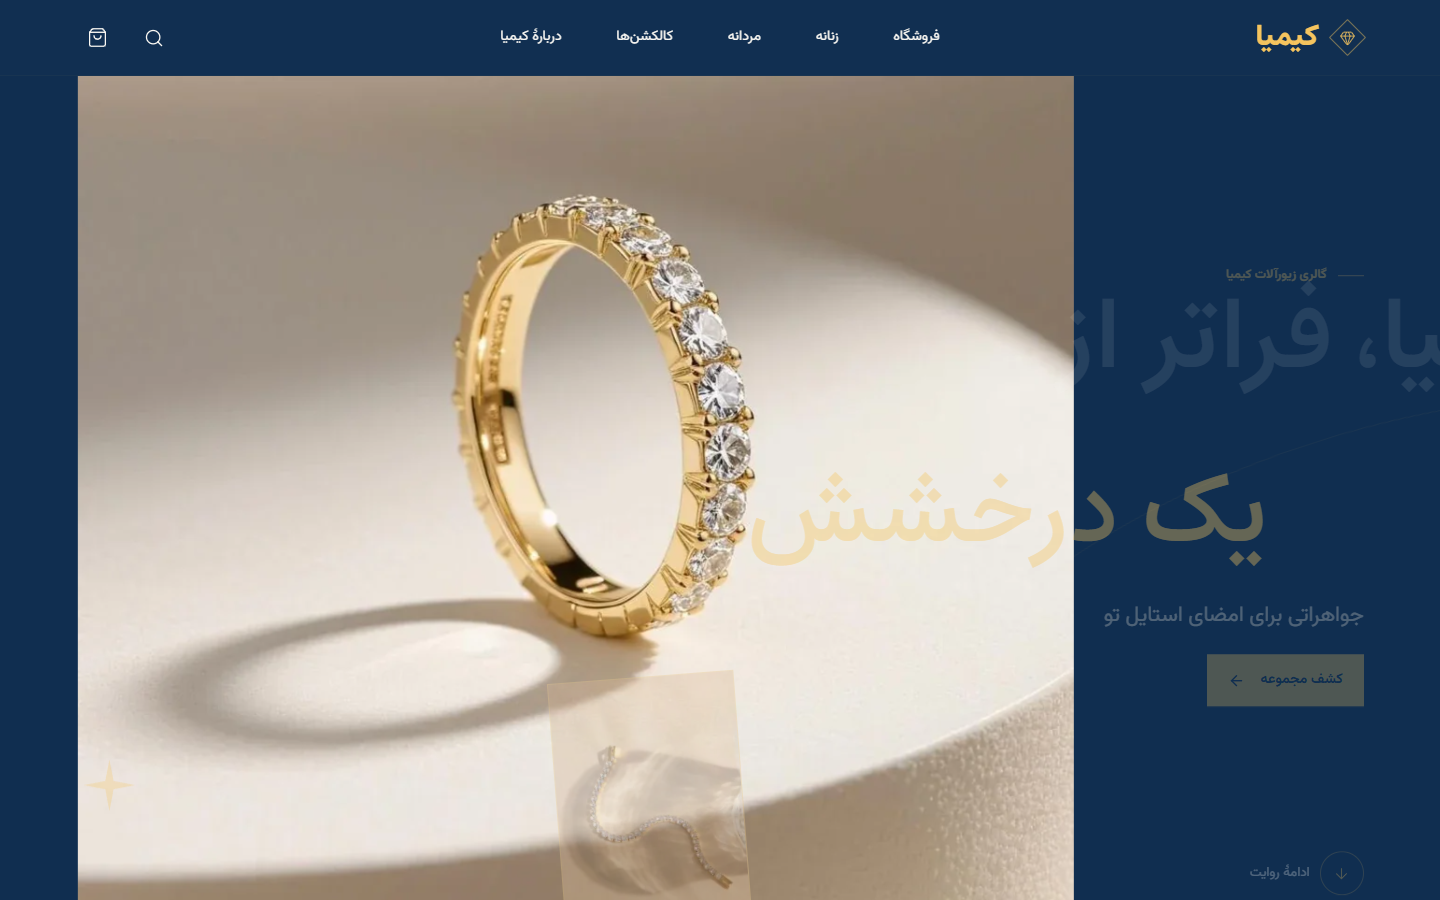 کیمیا
فروشگاه
زنانه
مردانه
کالکشن‌ها
دربارهٔ کیمیا
گالری زیورآلات کیمیا
فراتر از
یک درخشش
جواهراتی برای امضای استایل تو
کشف مجموعه
ادامهٔ روایت